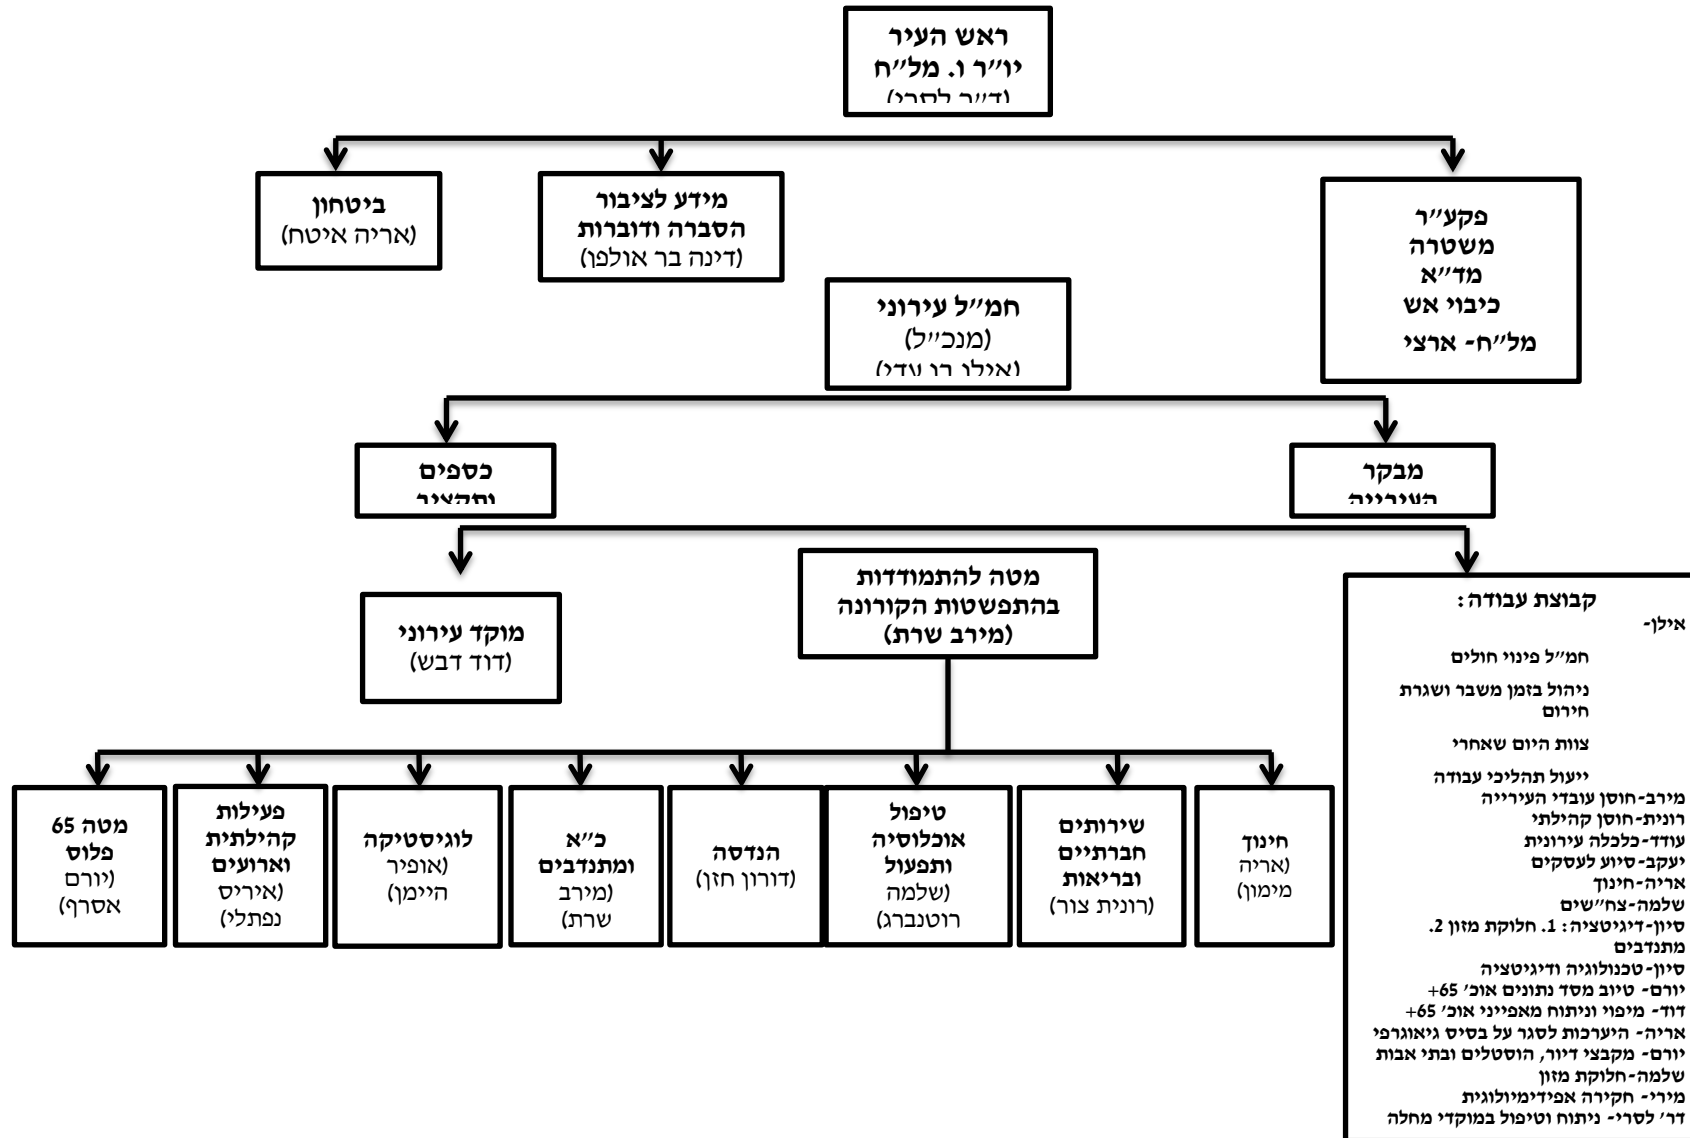 ראש העיר
יו״ר ו. מל״ח
(ד״ר לסרי)
ביטחון
(אריה איטח)
מידע לציבור
הסברה ודוברות
(דינה בר אולפן)
פקע״ר
משטרה
מד״א
כיבוי אש
מל״ח- ארצי
חמ״ל עירוני
(מנכ״ל)
(אילן בן עדי)
כספים
ותקציב
מבקר
העירייה
מטה להתמודדות
בהתפשטות הקורונה
(מירב שרת)
מוקד עירוני
(דוד דבש)
קבוצת עבודה:
אילן-
חמ״ל פינוי חולים
ניהול בזמן משבר ושגרת
חירום
צוות היום שאחרי
ייעול תהליכי עבודה
מירב-חוסן עובדי העירייה
רונית-חוסן קהילתי
עודד-כלכלה עירונית
יעקב-סיוע לעסקים
אריה-חינוך
שלמה-צח״שים
סיון-דיגיטציה: 1. חלוקת מזון 2.
מתנדבים
סיון-טכנולוגיה ודיגיטציה
יורם- טיוב מסד נתונים אוכ׳ 65+
דוד- מיפוי וניתוח מאפייני אוכ׳ 65+
אריה- היערכות לסגר על בסיס גיאוגרפי
יורם- מקבצי דיור, הוסטלים ובתי אבות
שלמה-חלוקת מזון
מירי- חקירה אפידימיולוגית
דר׳ לסרי- ניתוח וטיפול במוקדי מחלה
חינוך
(אריה
מימון)
שירותים
חברתיים
ובריאות
(רונית צור)
טיפול
אוכלוסיה
ותפעול
(שלמה
רוטנברג)
הנדסה
(דורון חזן)
כ״א
ומתנדבים
(מירב
שרת)
לוגיסטיקה
(אופיר
היימן)
פעילות
קהילתית
וארועים
(איריס
נפתלי)
מטה 65
פלוס
(יורם
אסרף)